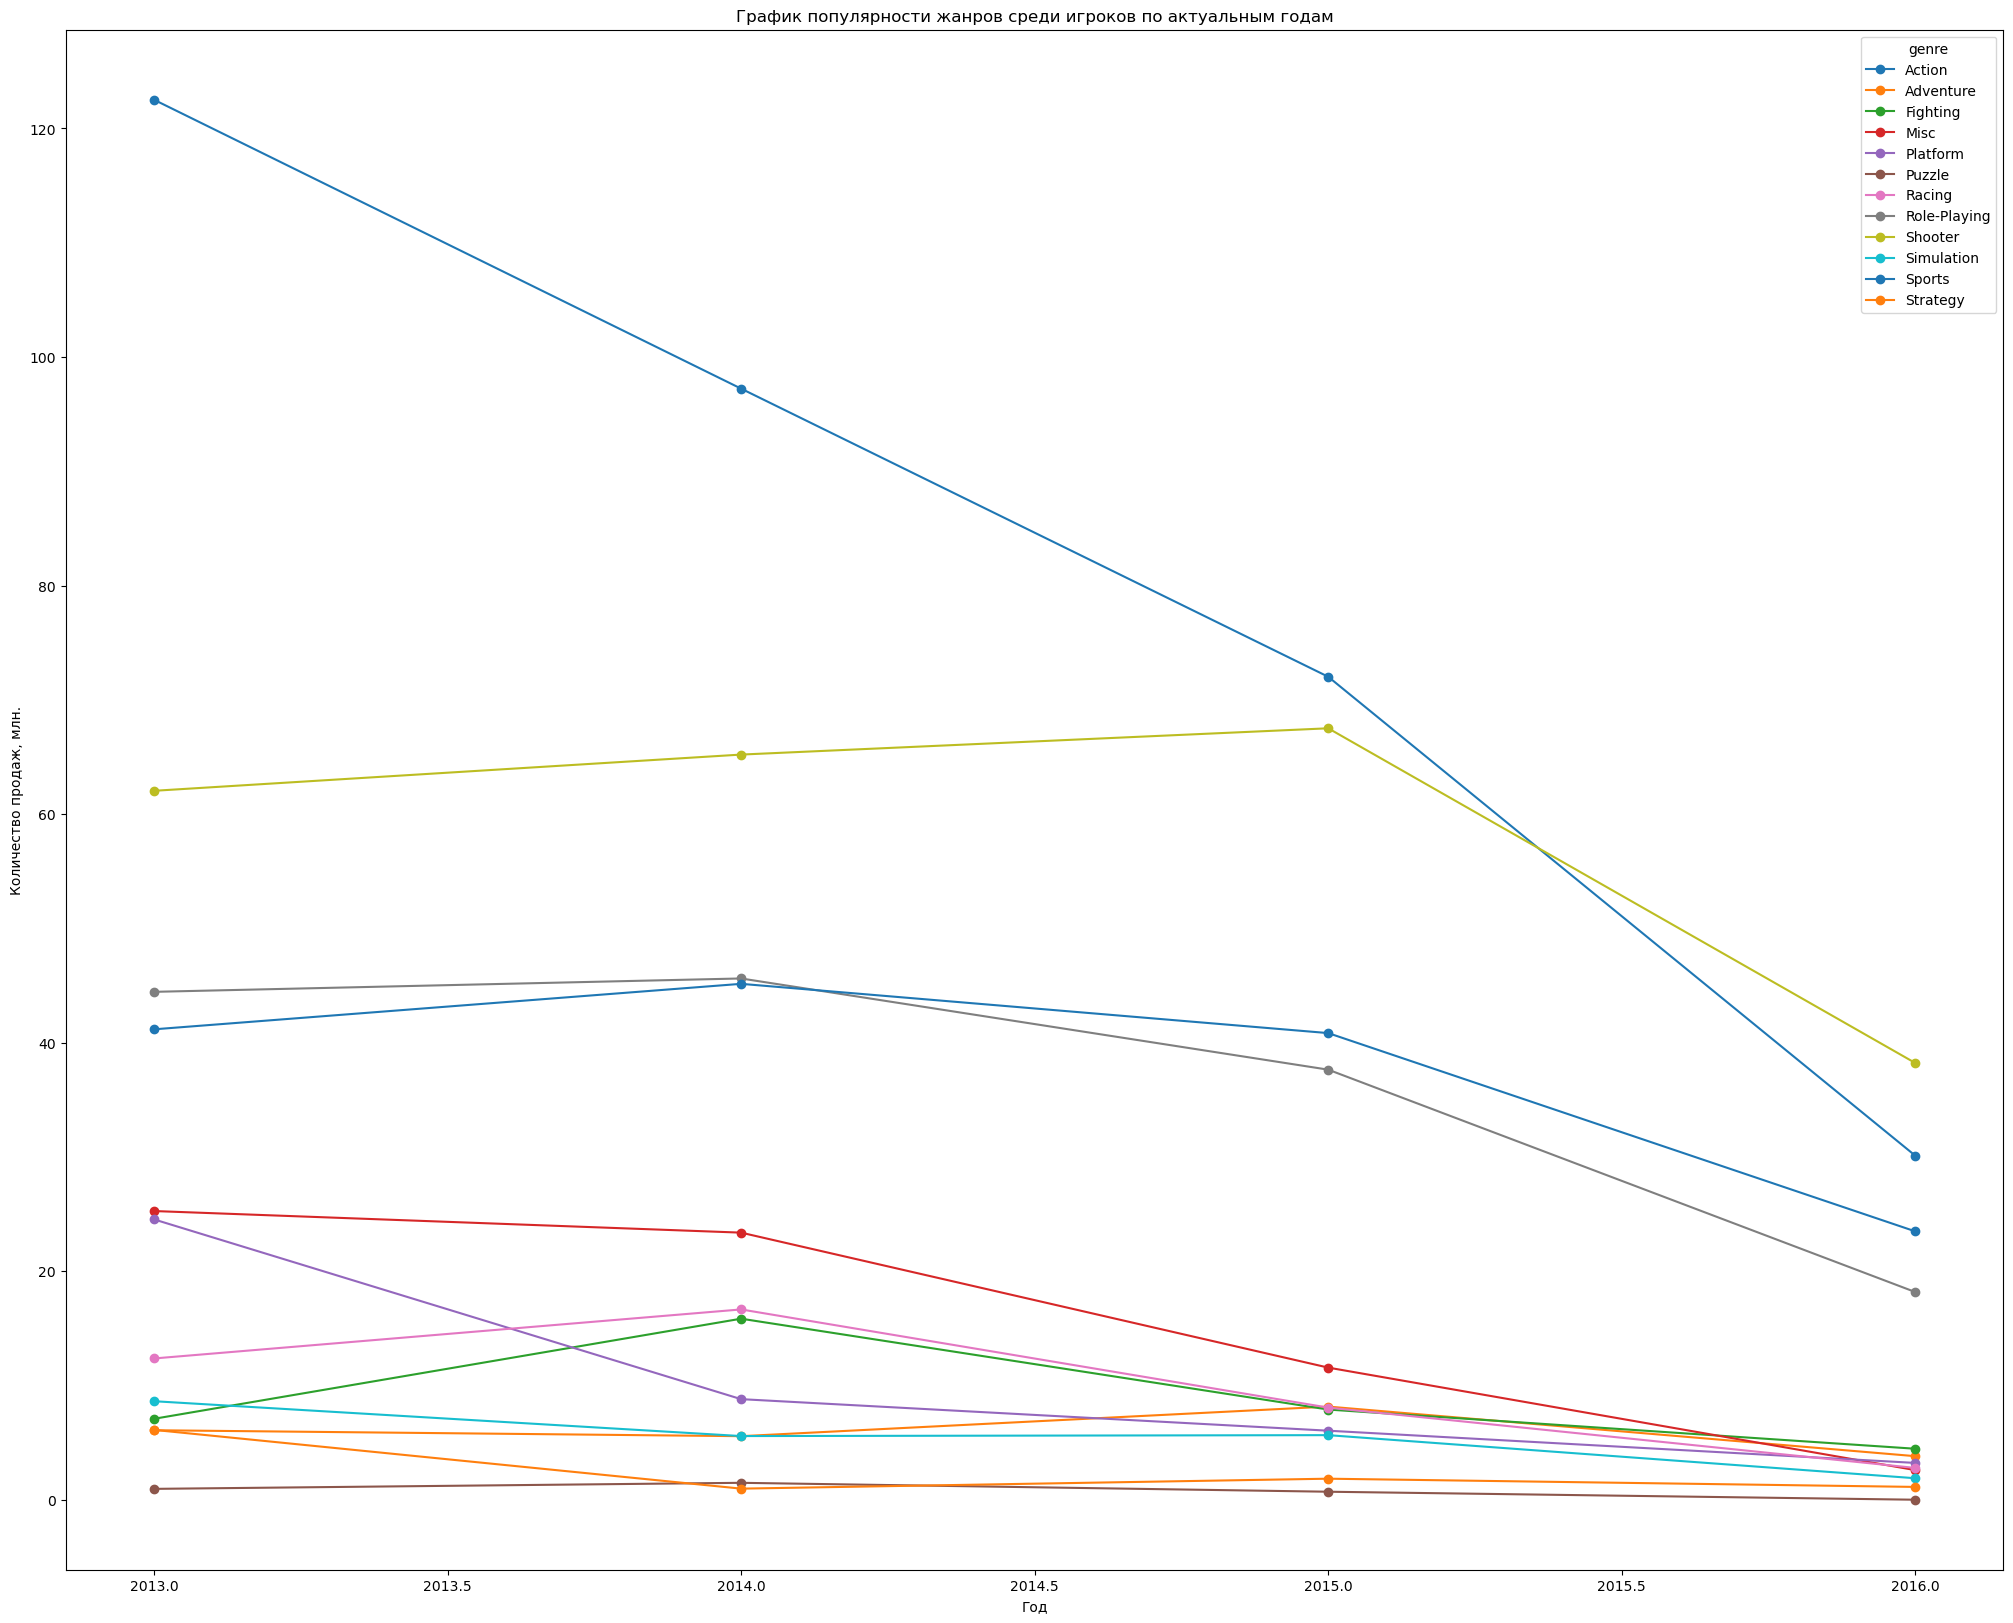 График популярности жанров среди игроков по актуальным годам
genre
Action
Adventure
Fighting
Misc
Platform
Puzzle
Racing
Role-Playing
Shooter
Simulation
Sports
Strategy
Количество продаж, млн.
120
100
80
60
40
20
0
2013.0 2013.5 2014.0 2014.5 2015.0 2015.5 2016.0
Год